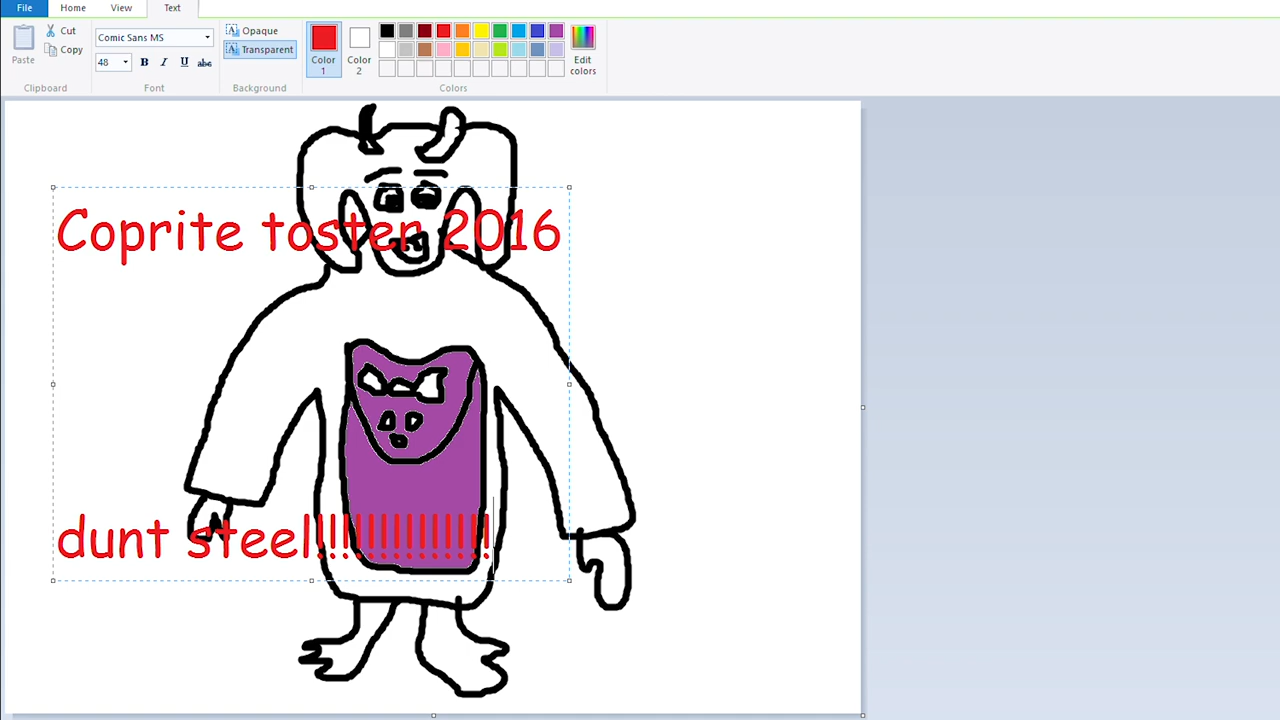 File Home View Text
Cut Comic Sans MS Opaque
Paste Copy 48 B I U abc Transparent Color 1 Color 2 Edit colors
Clipboard Font Background Colors
Coprite toster 2016
dunt steel!!!!!!!!!!!!!!